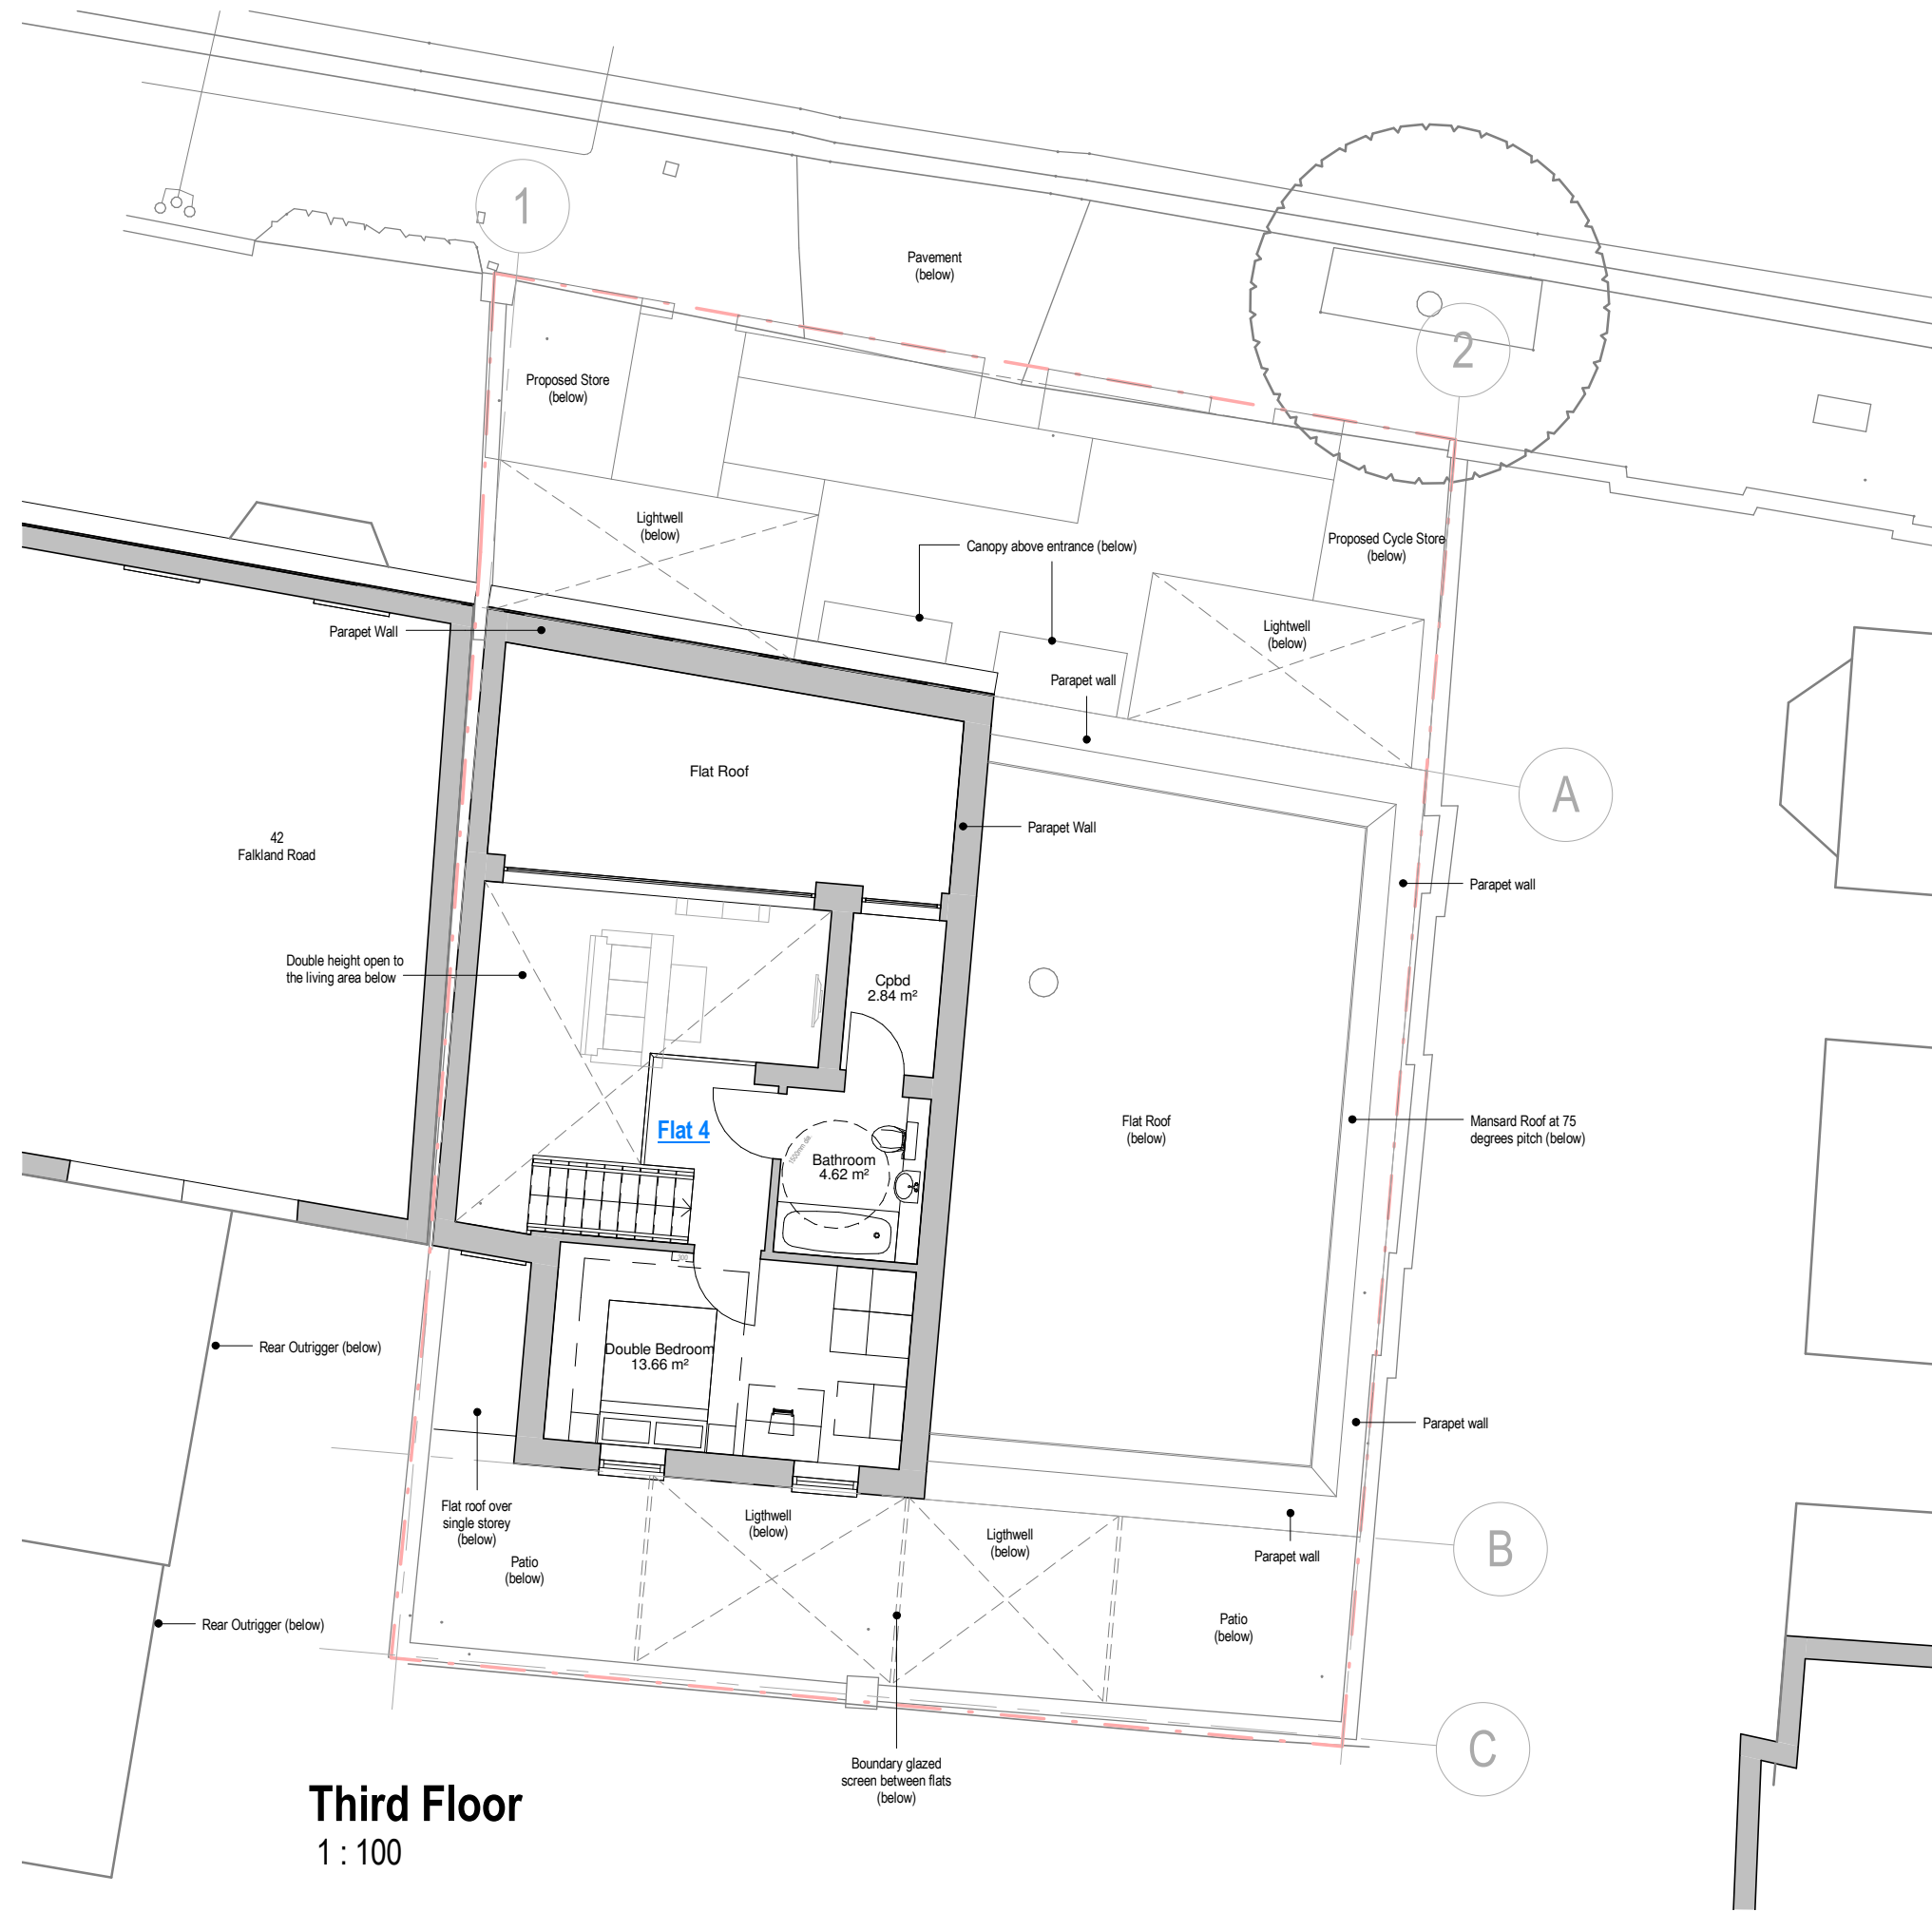 1
Pavement
(below)
2
Proposed Store
(below)
Lightwell
(below)
Canopy above entrance (below)
Proposed Cycle Store
(below)
Parapet Wall
Lightwell
(below)
Parapet wall
Flat Roof
A
42
Falkland Road
Parapet Wall
Parapet wall
Double height open to
the living area below
Cpbd
2.84 m²
Flat 4
1500mm dia
Bathroom
4.62 m²
Flat Roof
(below)
Mansard Roof at 75
degrees pitch (below)
300
Rear Outrigger (below)
Double Bedroom
13.66 m²
Parapet wall
Flat roof over
single storey
(below)
Ligthwell
(below)
Ligthwell
(below)
B
Parapet wall
Patio
(below)
Rear Outrigger (below)
Patio
(below)
C
Boundary glazed
screen between flats
(below)
Third Floor
1 : 100